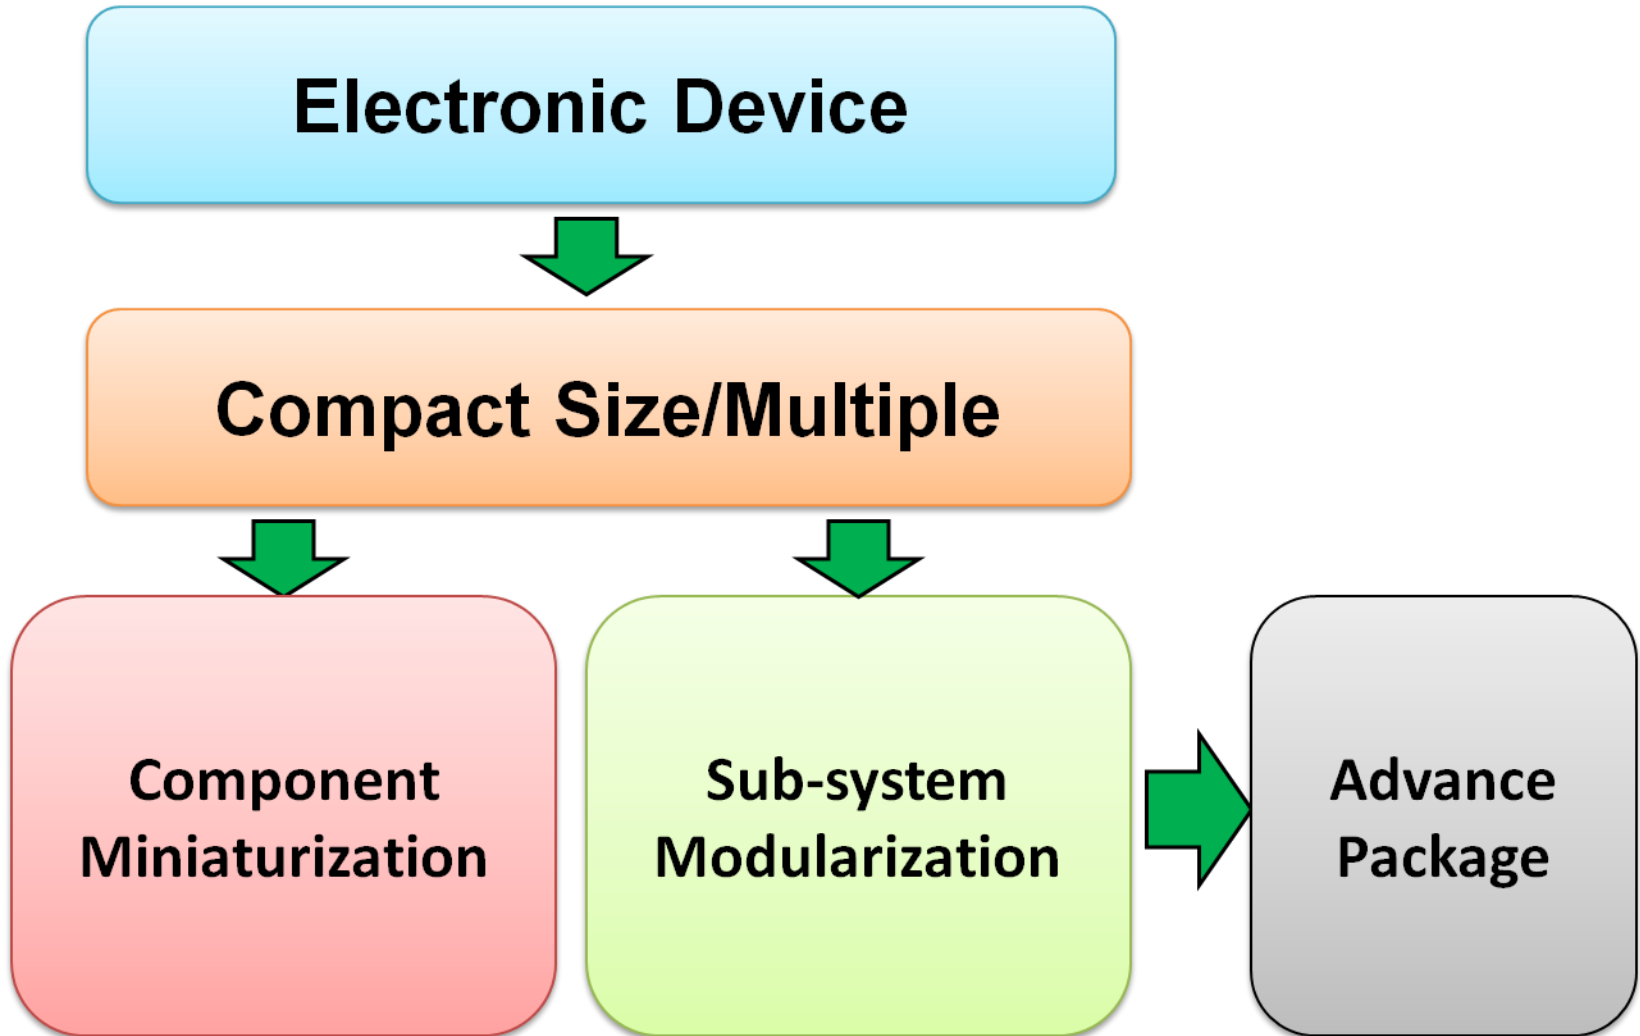 Electronic Device
Compact Size/Multiple
Component
Miniaturization
Sub-system
Modularization
Advance
Package